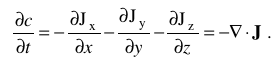 ∂c/∂t = − ∂J_x/∂x − ∂J_y/∂y − ∂J_z/∂z = −∇·J .